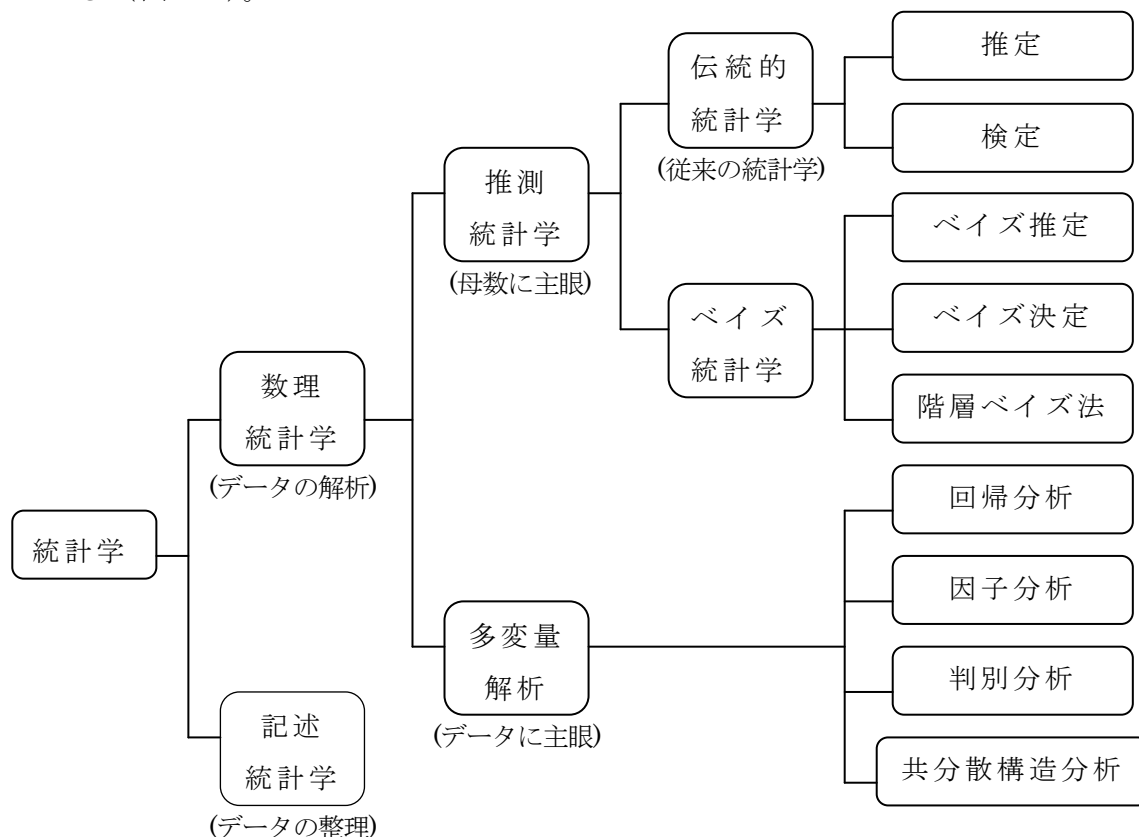 伝統的
統計学
(従来の統計学)
推定
検定
推測
統計学
(母数に主眼)
ベイズ
統計学
ベイズ推定
ベイズ決定
階層ベイズ法
数理
統計学
(データの解析)
統計学
多変量
解析
(データに主眼)
回帰分析
因子分析
判別分析
共分散構造分析
記述
統計学
(データの整理)